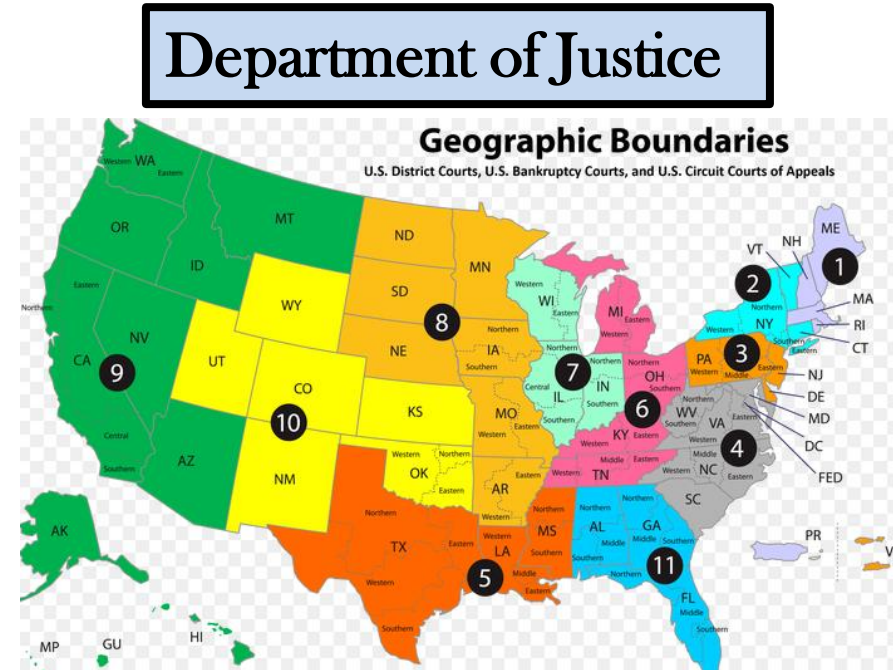 Department of Justice
Geographic Boundaries
U.S. District Courts, U.S. Bankruptcy Courts, and U.S. Circuit Courts of Appeals
Western WA
Eastern
OR
ID
MT
ND
MN
SD
8
NE
Northern
IA
Southern
WY
Eastern
Northern
NV
CA
9
Central
Southern
UT
CO
10
AZ
NM
KS
MO
Eastern
Western
Western
Northern
OK
Eastern
AR
Eastern
Western
Western
WI
Eastern
Northern
7
Central
IL
Southern
Northern
IN
Southern
MI
Eastern
Western
Northern
OH
Southern
6
Western
KY
Eastern
Western
Middle
Eastern
TN
ME
1
VT
NH
2
Northern
Western
NY
Southern
Eastern
MA
RI
CT
PA
3
Western
Middle
Eastern
NJ
DE
MD
DC
FED
Northern
WV
Southern
VA
Eastern
Western
4
Middle
Western
NC
Eastern
SC
Northern
TX
Eastern
Western
Southern
5
Western
LA
Middle
Eastern
Northern
MS
Southern
Northern
AL
Middle
Southern
Northern
GA
Middle
Southern
11
Northern
FL
Middle
Southern
PR
V
AK
HI
MP
GU